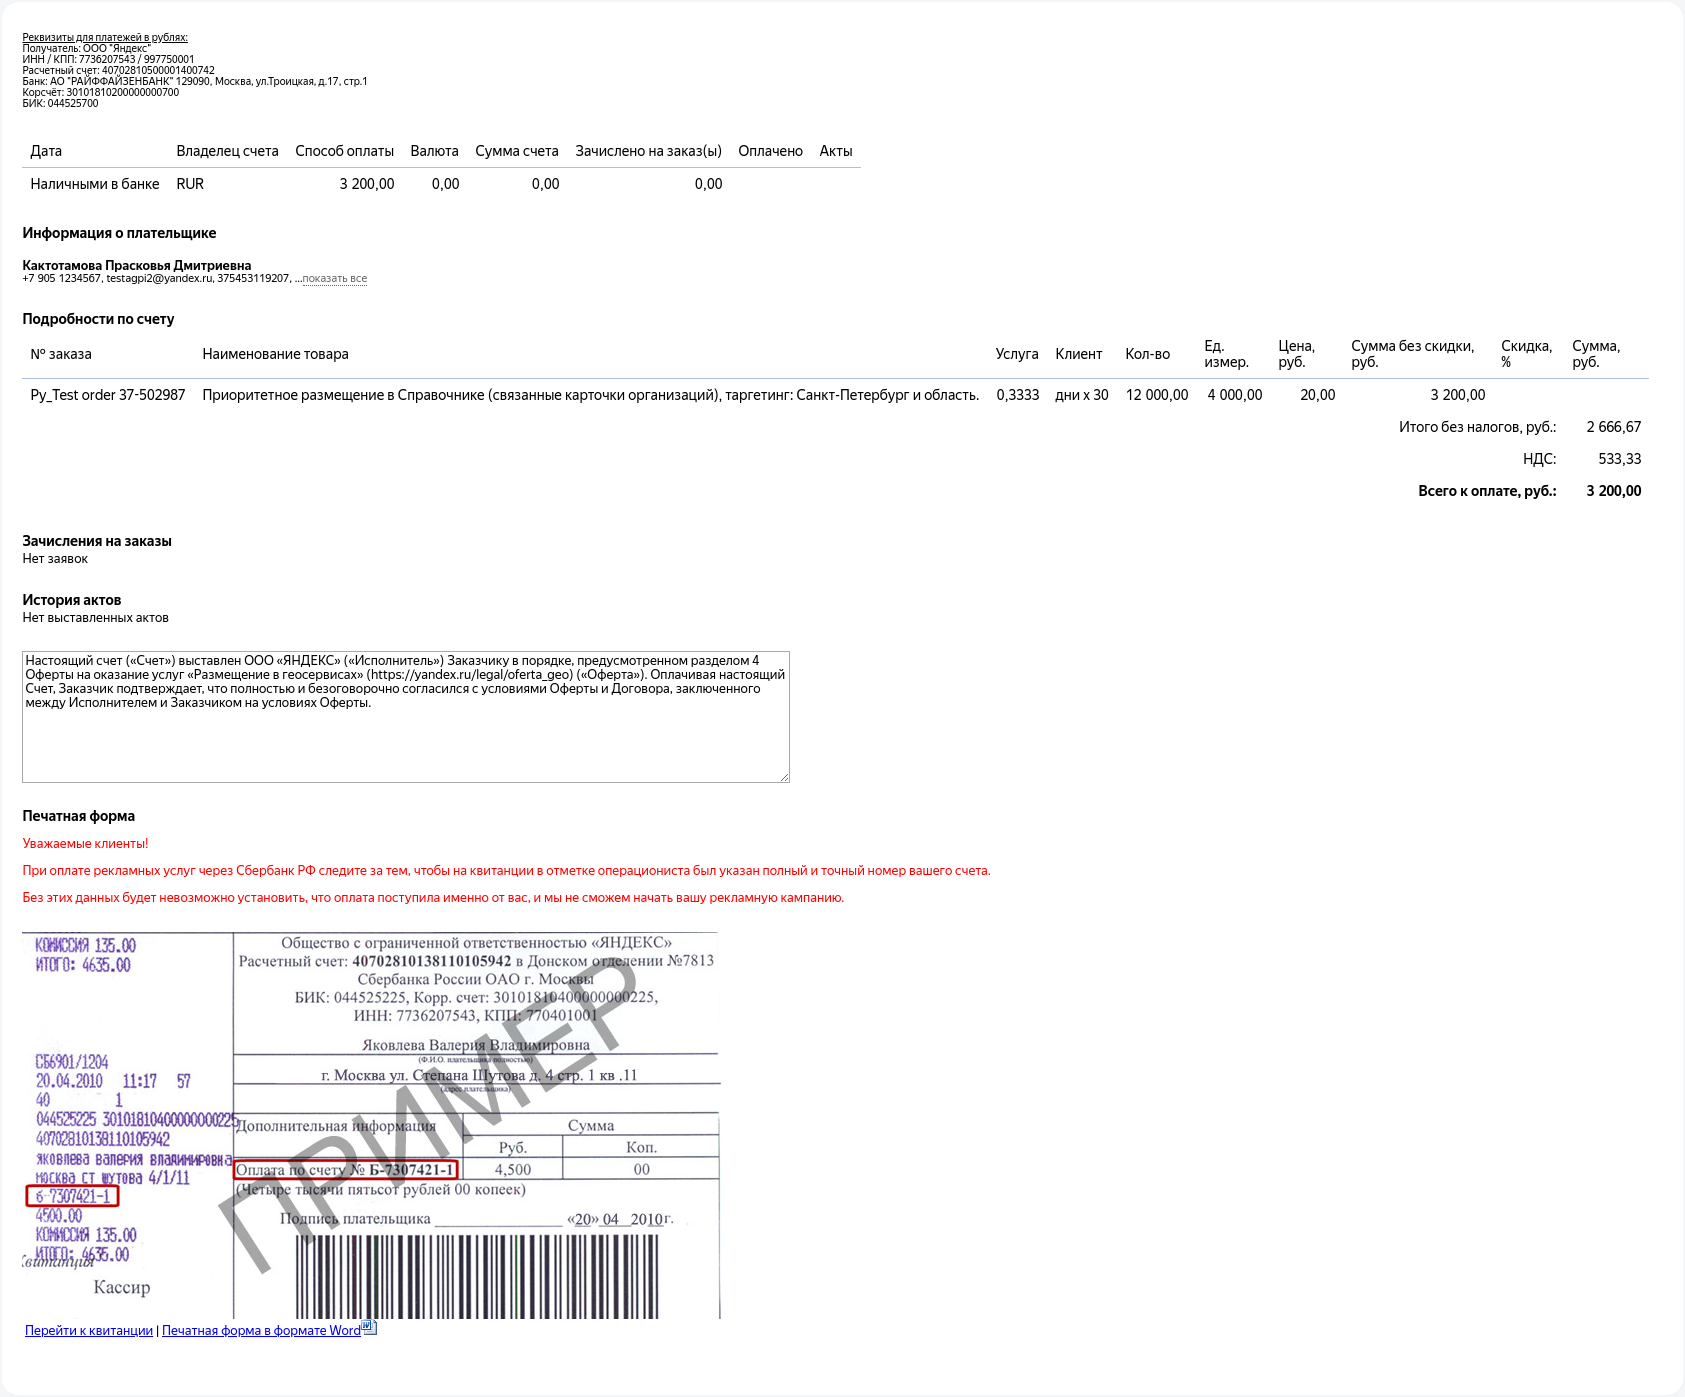 Реквизиты для платежей в рублях:
Получатель: ООО "Яндекс"
ИНН / КПП: 7736207543 / 997750001
Расчетный счет: 40702810500001400742
Банк: АО "РАЙФФАЙЗЕНБАНК" 129090, Москва, ул.Троицкая, д.17, стр.1
Корсчёт: 30101810200000000700
БИК: 044525700
Дата Владелец счета Способ оплаты Валюта Сумма счета Зачислено на заказ(ы) Оплачено Акты
Наличными в банке RUR 3 200,00 0,00 0,00 0,00
Информация о плательщике
Кактотамова Прасковья Дмитриевна
+7 905 1234567, testagpi2@yandex.ru, 375453119207, ...показать все
Подробности по счету
№ заказа Наименование товара Услуга Клиент Кол-во Ед. измер. Цена, руб. Сумма без скидки, руб. Скидка, % Сумма, руб.
Py_Test order 37-502987 Приоритетное размещение в Справочнике (связанные карточки организаций), таргетинг: Санкт-Петербург и область. 0,3333 дни x 30 12 000,00 4 000,00 20,00 3 200,00
Итого без налогов, руб.: 2 666,67
НДС: 533,33
Всего к оплате, руб.: 3 200,00
Зачисления на заказы
Нет заявок
История актов
Нет выставленных актов
Настоящий счет («Счет») выставлен ООО «ЯНДЕКС» («Исполнитель») Заказчику в порядке, предусмотренном разделом 4
Оферты на оказание услуг «Размещение в геосервисах» (https://yandex.ru/legal/oferta_geo) («Оферта»). Оплачивая настоящий
Счет, Заказчик подтверждает, что полностью и безоговорочно согласился с условиями Оферты и Договора, заключенного
между Исполнителем и Заказчиком на условиях Оферты.
Печатная форма
Уважаемые клиенты!
При оплате рекламных услуг через Сбербанк РФ следите за тем, чтобы на квитанции в отметке операциониста был указан полный и точный номер вашего счета.
Без этих данных будет невозможно установить, что оплата поступила именно от вас, и мы не сможем начать вашу рекламную кампанию.
КОМИССИЯ 135.00
ИТОГО: 4635.00
СБ6901/1204
20.04.2010 11:17 57
40 1
044525225 30101810400000000225
40702810138110105942
яковлева валерия владимировна
москва ст шутова 4/1/11
б-7307421-1
4500.00
КОМИССИЯ 135.00
ИТОГО: 4635.00
Квитанция
Кассир
Общество с ограниченной ответственностью «ЯНДЕКС»
Расчетный счет: 40702810138110105942 в Донском отделении №7813
Сбербанка России ОАО г. Москвы
БИК: 044525225, Корр. счет: 30101810400000000225,
ИНН: 7736207543, КПП: 770401001
Яковлева Валерия Владимировна
(Ф.И.О. плательщика полностью)
г. Москва ул. Степана Шутова д. 4 стр. 1 кв .11
(адрес плательщика)
Дополнительная информация Сумма
Руб. Коп.
Оплата по счету № Б-7307421-1 4,500 00
(Четыре тысячи пятьсот рублей 00 копеек)
Подпись плательщика ________________ «20» 04 2010г.
ПРИМЕР
Перейти к квитанции | Печатная форма в формате Word